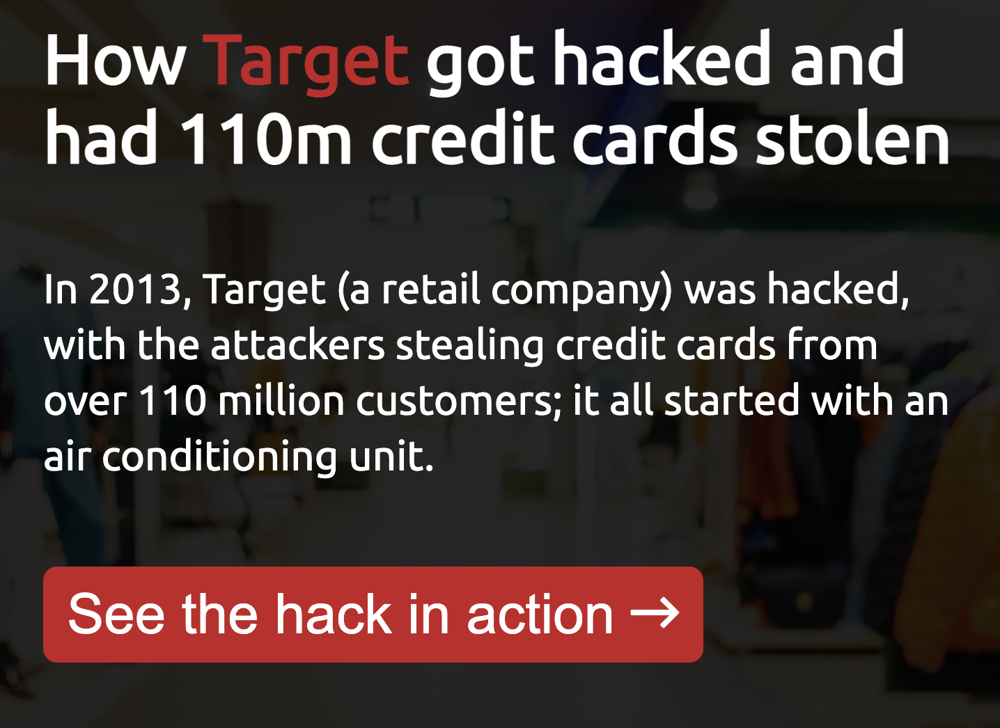 How Target got hacked and
had 110m credit cards stolen
In 2013, Target (a retail company) was hacked,
with the attackers stealing credit cards from
over 110 million customers; it all started with an
air conditioning unit.
See the hack in action →